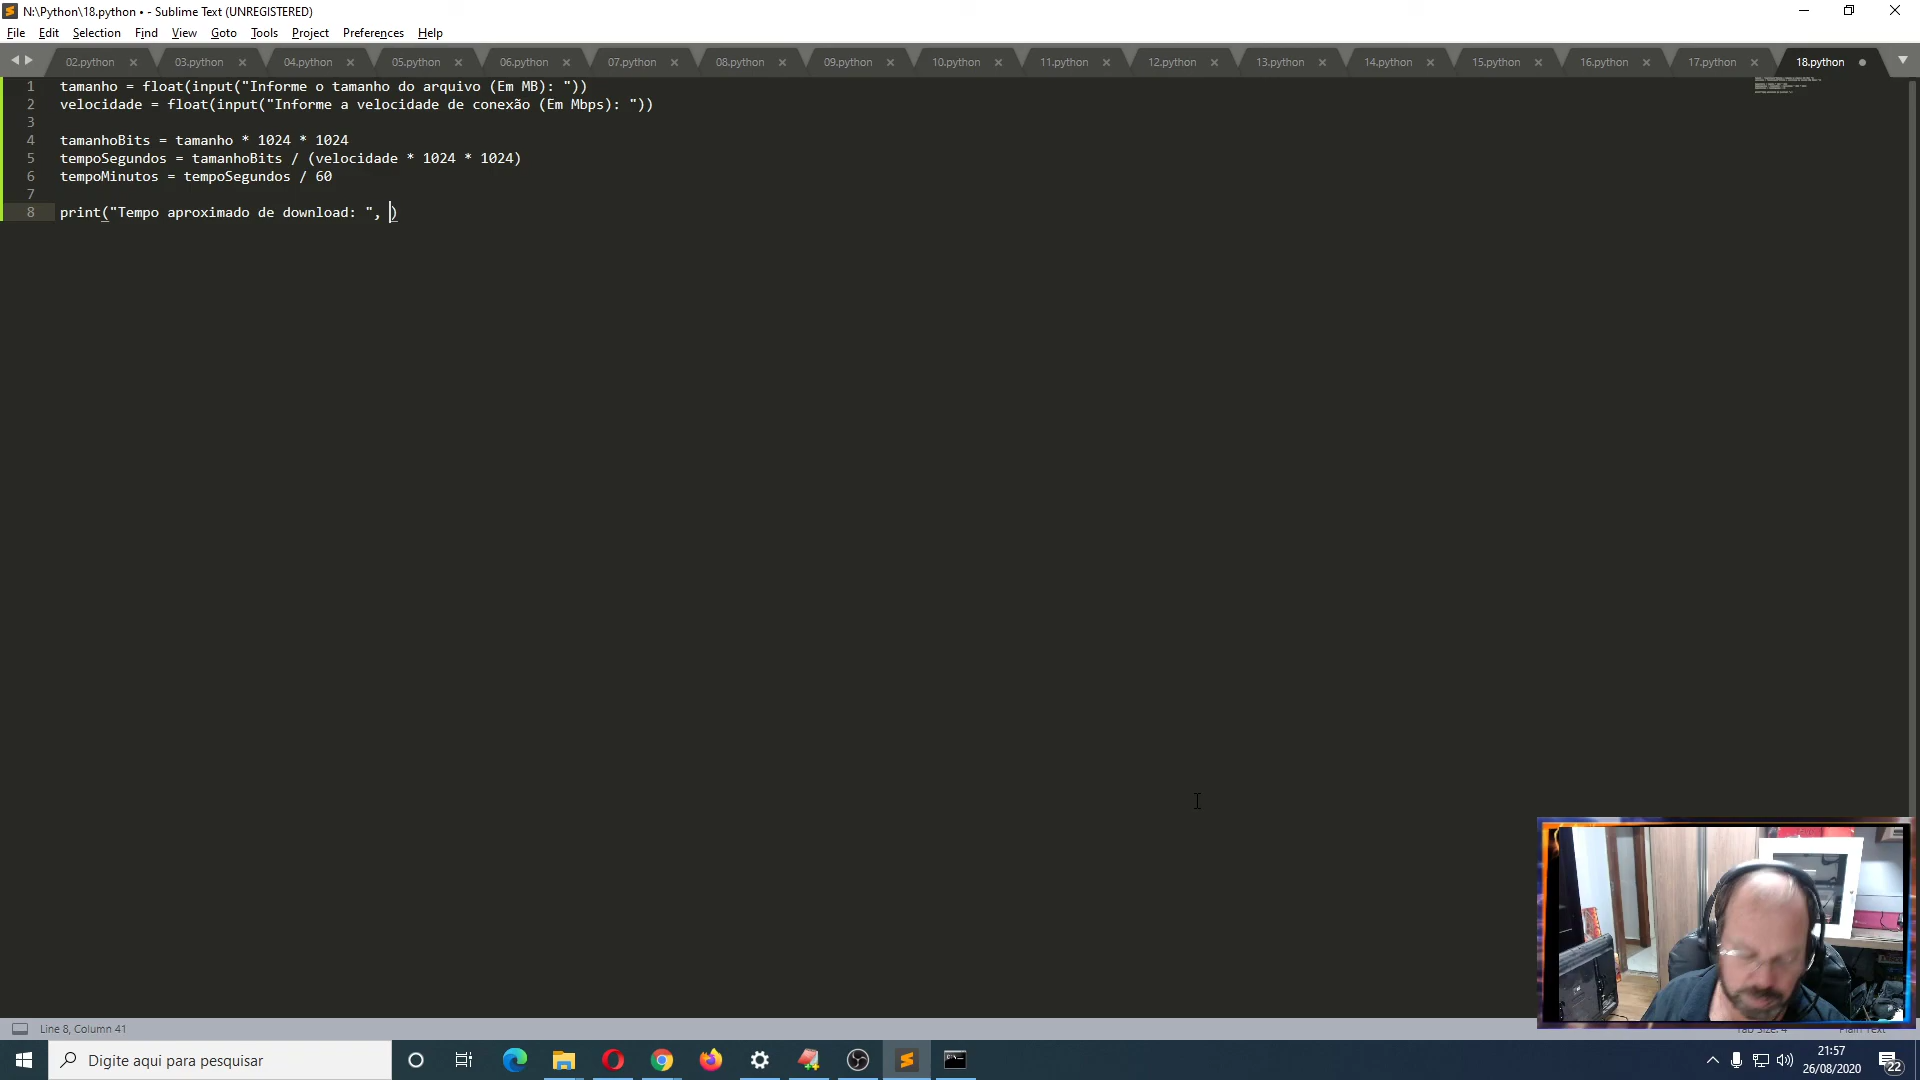 N:\Python\18.python • - Sublime Text (UNREGISTERED)
File Edit Selection Find View Goto Tools Project Preferences Help
02.python 03.python 04.python 05.python 06.python 07.python 08.python 09.python 10.python 11.python 12.python 13.python 14.python 15.python 16.python 17.python 18.python
1 tamanho = float(input("Informe o tamanho do arquivo (Em MB): "))
2 velocidade = float(input("Informe a velocidade de conexão (Em Mbps): "))
3
4 tamanhoBits = tamanho * 1024 * 1024
5 tempoSegundos = tamanhoBits / (velocidade * 1024 * 1024)
6 tempoMinutos = tempoSegundos / 60
7
8 print("Tempo aproximado de download: ", )
Line 8, Column 41
Tab Size: 4 Plain Text
Digite aqui para pesquisar
21:57
26/08/2020
22